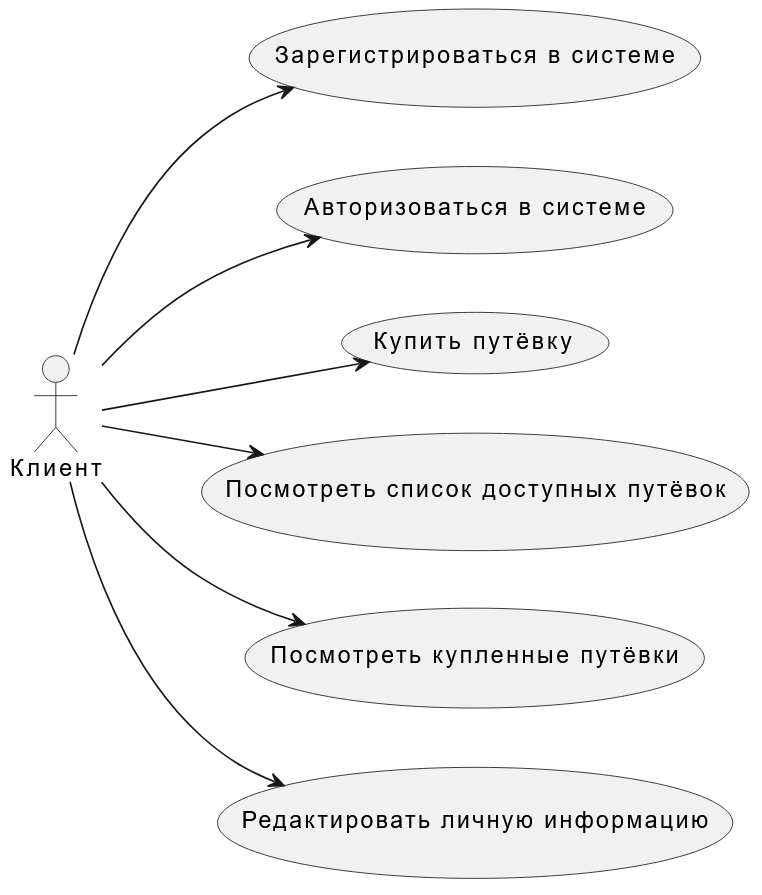 Зарегистрироваться в системе
Авторизоваться в системе
Купить путёвку
Клиент
Посмотреть список доступных путёвок
Посмотреть купленные путёвки
Редактировать личную информацию